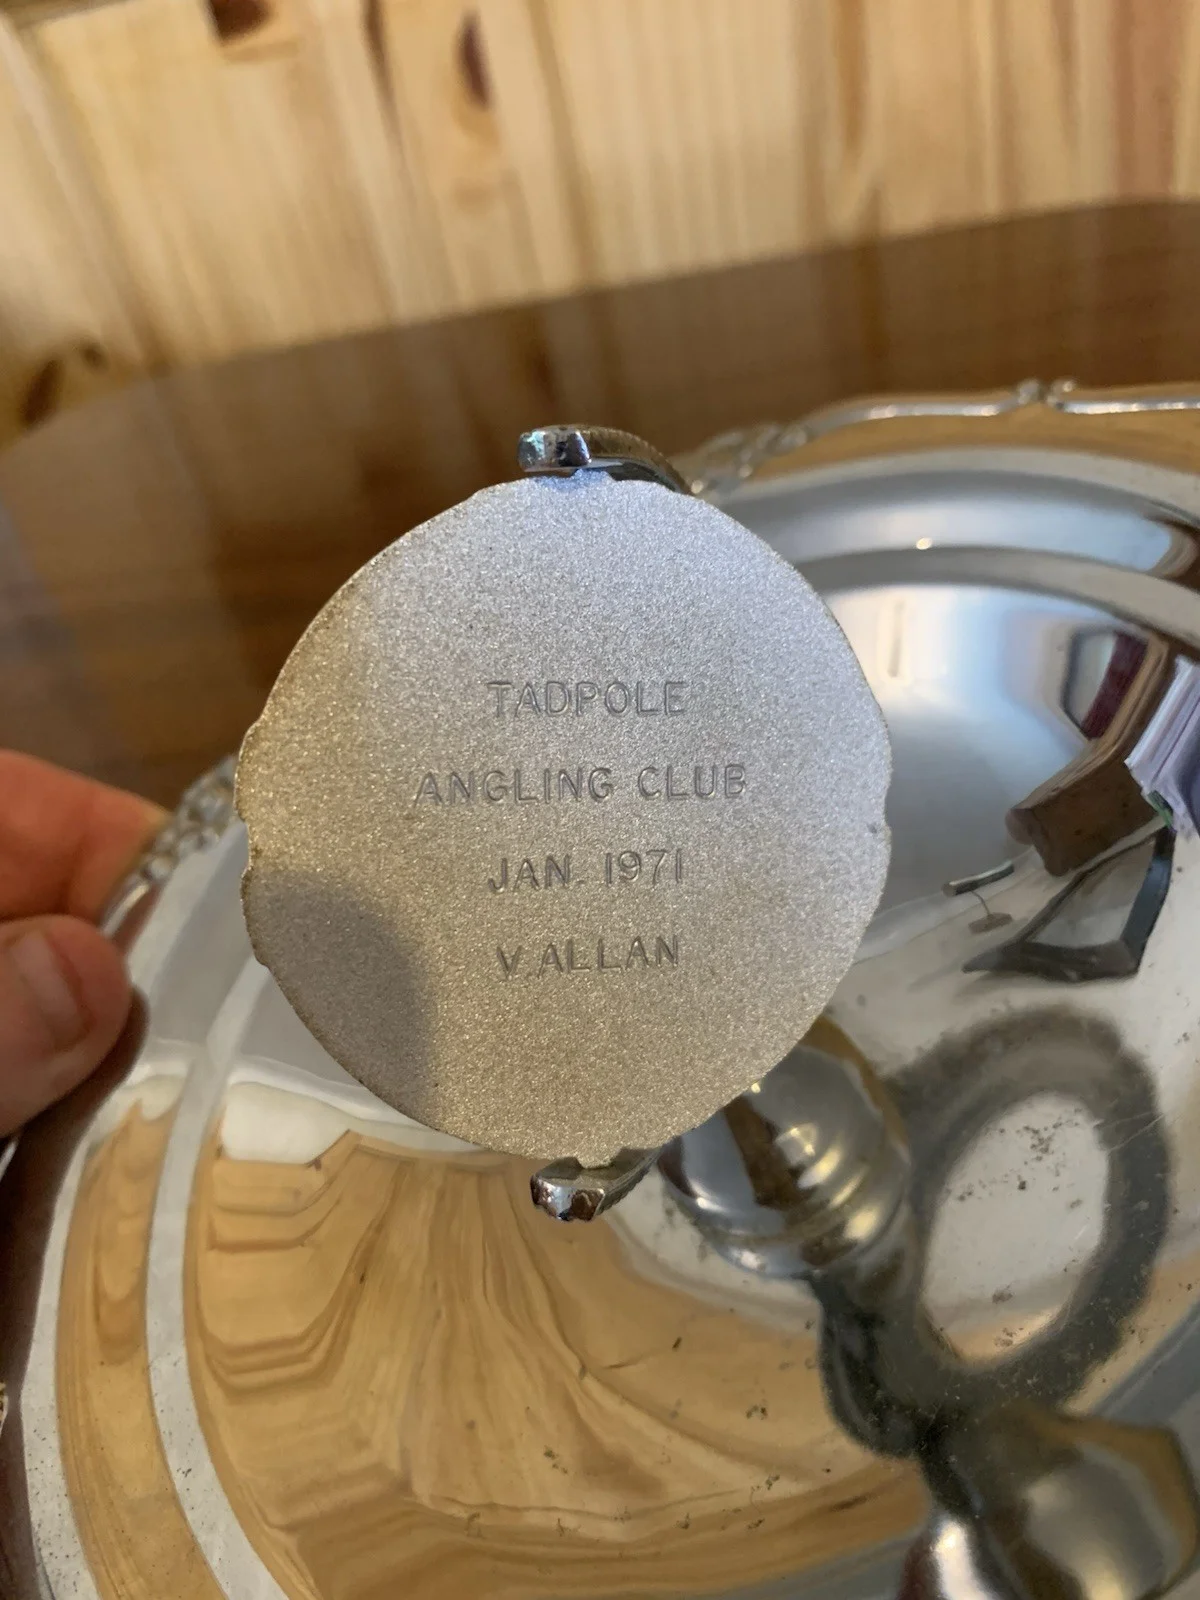 TADPOLE
ANGLING CLUB
JAN. 1971
V. ALLAN